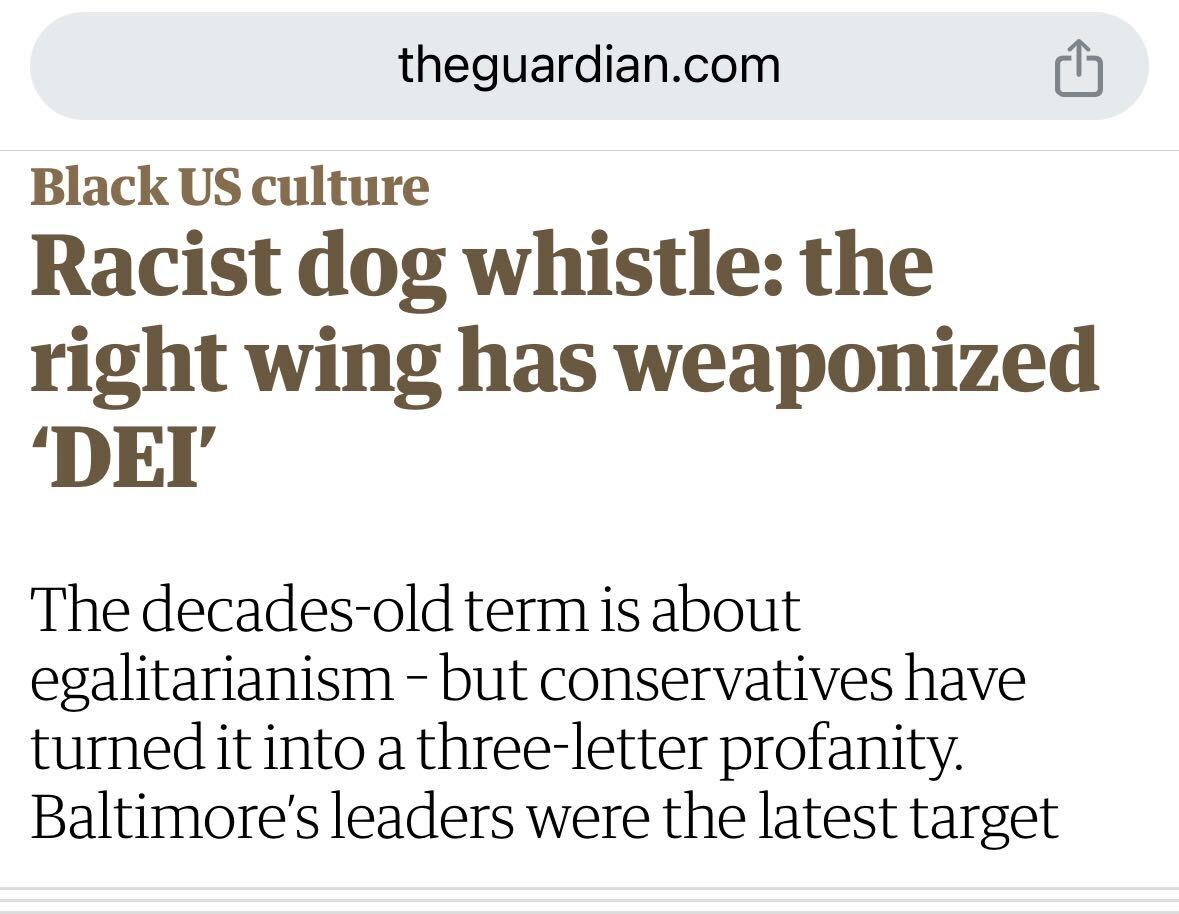 theguardian.com
Black US culture
Racist dog whistle: the
right wing has weaponized
‘DEI’
The decades-old term is about
egalitarianism – but conservatives have
turned it into a three-letter profanity.
Baltimore’s leaders were the latest target